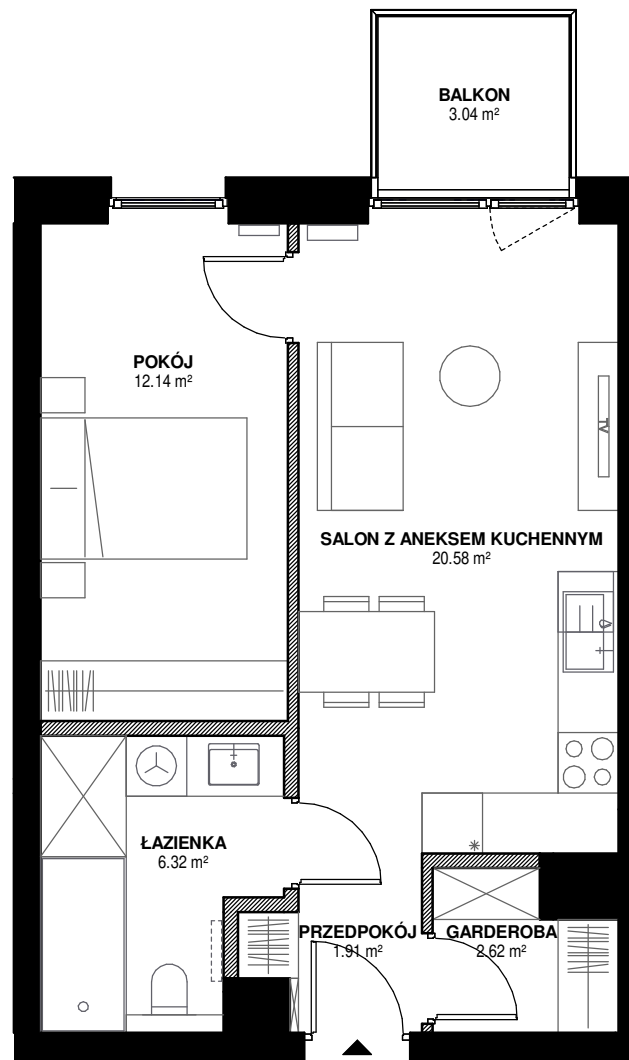 BALKON
3.04 m²
POKÓJ
12.14 m²
TV
SALON Z ANEKSEM KUCHENNYM
20.58 m²
ŁAZIENKA
6.32 m²
PRZEDPOKÓJ
1.91 m²
GARDEROBA
2.62 m²